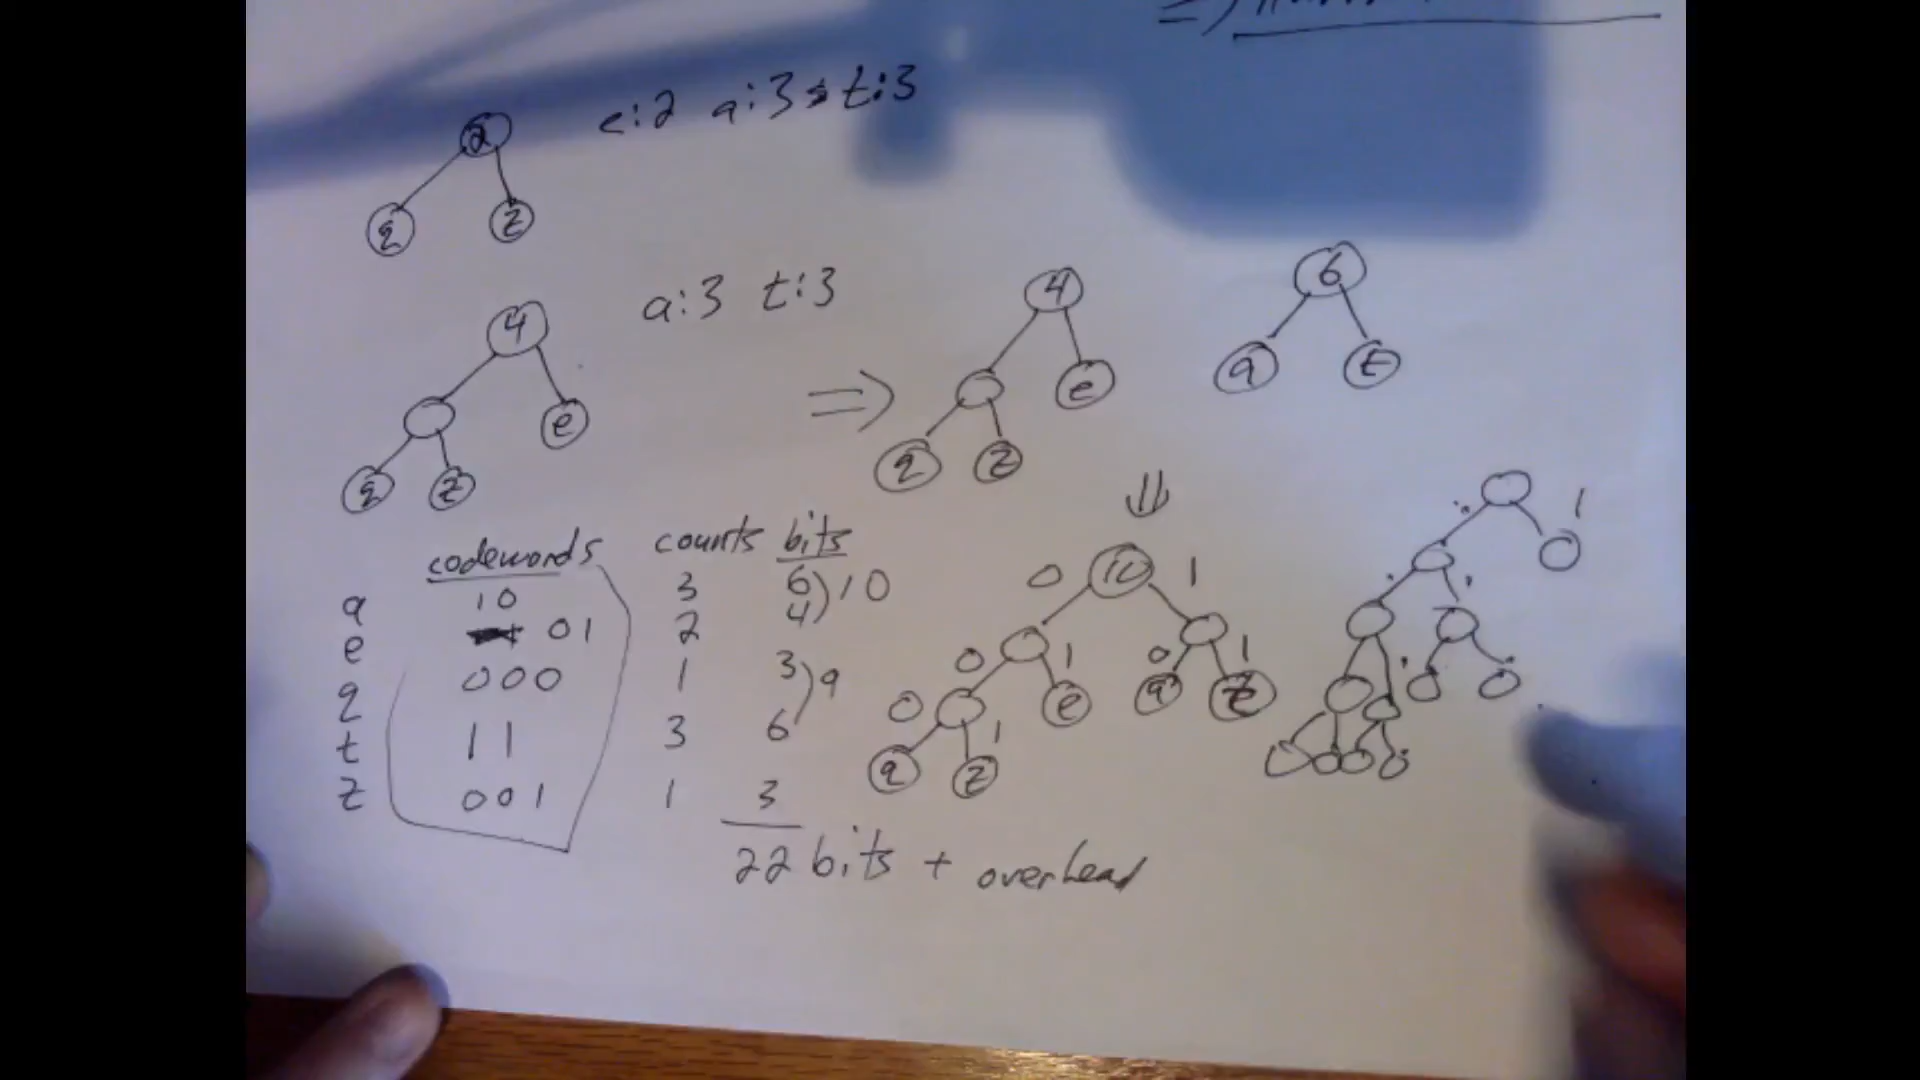 =>
e:2 a:3 t:3
2
q z
a:3 t:3
4
e
q z
=>
4
e
q z
6
a t
codewords counts bits
a 10 3 6) 10
e 01 2 4)
q 000 1 3) 9
t 11 3 6
z 001 1 3
22 bits + overhead
0 10 1
0 1 0 1
0 e a t
1
q z
1